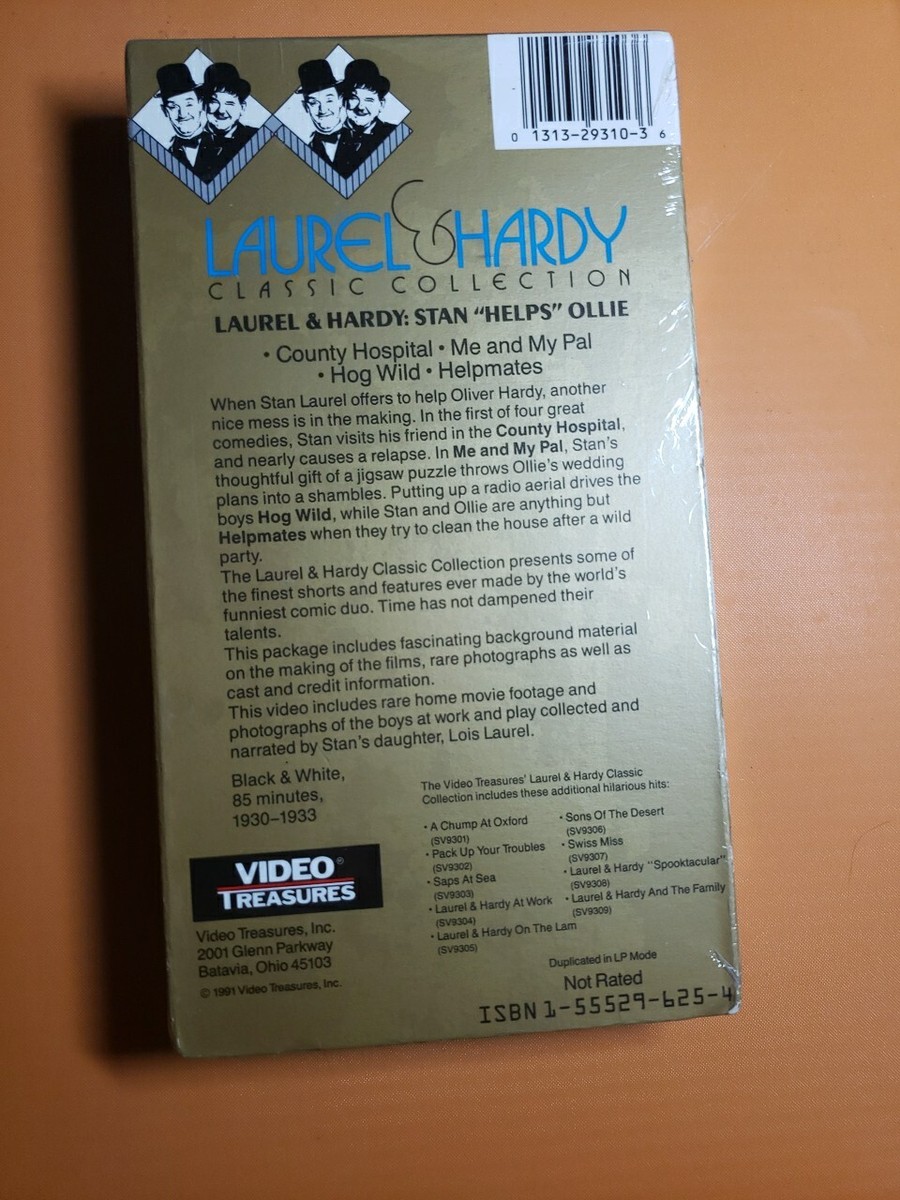 0 1313-29310-3 6
LAUREL & HARDY
CLASSIC COLLECTION
LAUREL & HARDY: STAN "HELPS" OLLIE
• County Hospital • Me and My Pal
• Hog Wild • Helpmates
When Stan Laurel offers to help Oliver Hardy, another
nice mess is in the making. In the first of four great
comedies, Stan visits his friend in the County Hospital,
and nearly causes a relapse. In Me and My Pal, Stan's
thoughtful gift of a jigsaw puzzle throws Ollie's wedding
plans into a shambles. Putting up a radio aerial drives the
boys Hog Wild, while Stan and Ollie are anything but
Helpmates when they try to clean the house after a wild
party.
The Laurel & Hardy Classic Collection presents some of
the finest shorts and features ever made by the world's
funniest comic duo. Time has not dampened their
talents.
This package includes fascinating background material
on the making of the films, rare photographs as well as
cast and credit information.
This video includes rare home movie footage and
photographs of the boys at work and play collected and
narrated by Stan's daughter, Lois Laurel.
Black & White,
85 minutes,
1930–1933
The Video Treasures' Laurel & Hardy Classic
Collection includes these additional hilarious hits:
• A Chump At Oxford
(SV9301)
• Pack Up Your Troubles
(SV9302)
• Saps At Sea
(SV9303)
• Laurel & Hardy At Work
(SV9304)
• Laurel & Hardy On The Lam
(SV9305)
• Sons Of The Desert
(SV9306)
• Swiss Miss
(SV9307)
• Laurel & Hardy "Spooktacular"
(SV9308)
• Laurel & Hardy And The Family
(SV9309)
VIDEO®
TREASURES
Video Treasures, Inc.
2001 Glenn Parkway
Batavia, Ohio 45103
© 1991 Video Treasures, Inc.
Duplicated in LP Mode
Not Rated
ISBN 1-55529-625-4